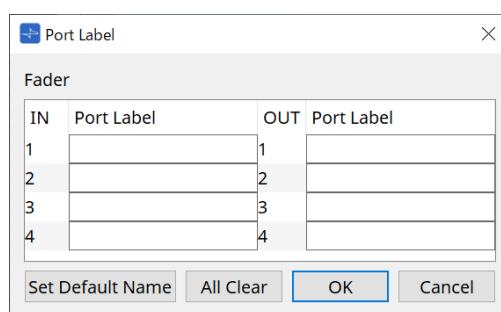 Port Label
Fader
IN Port Label OUT Port Label
1 1
2 2
3 3
4 4
Set Default Name All Clear OK Cancel